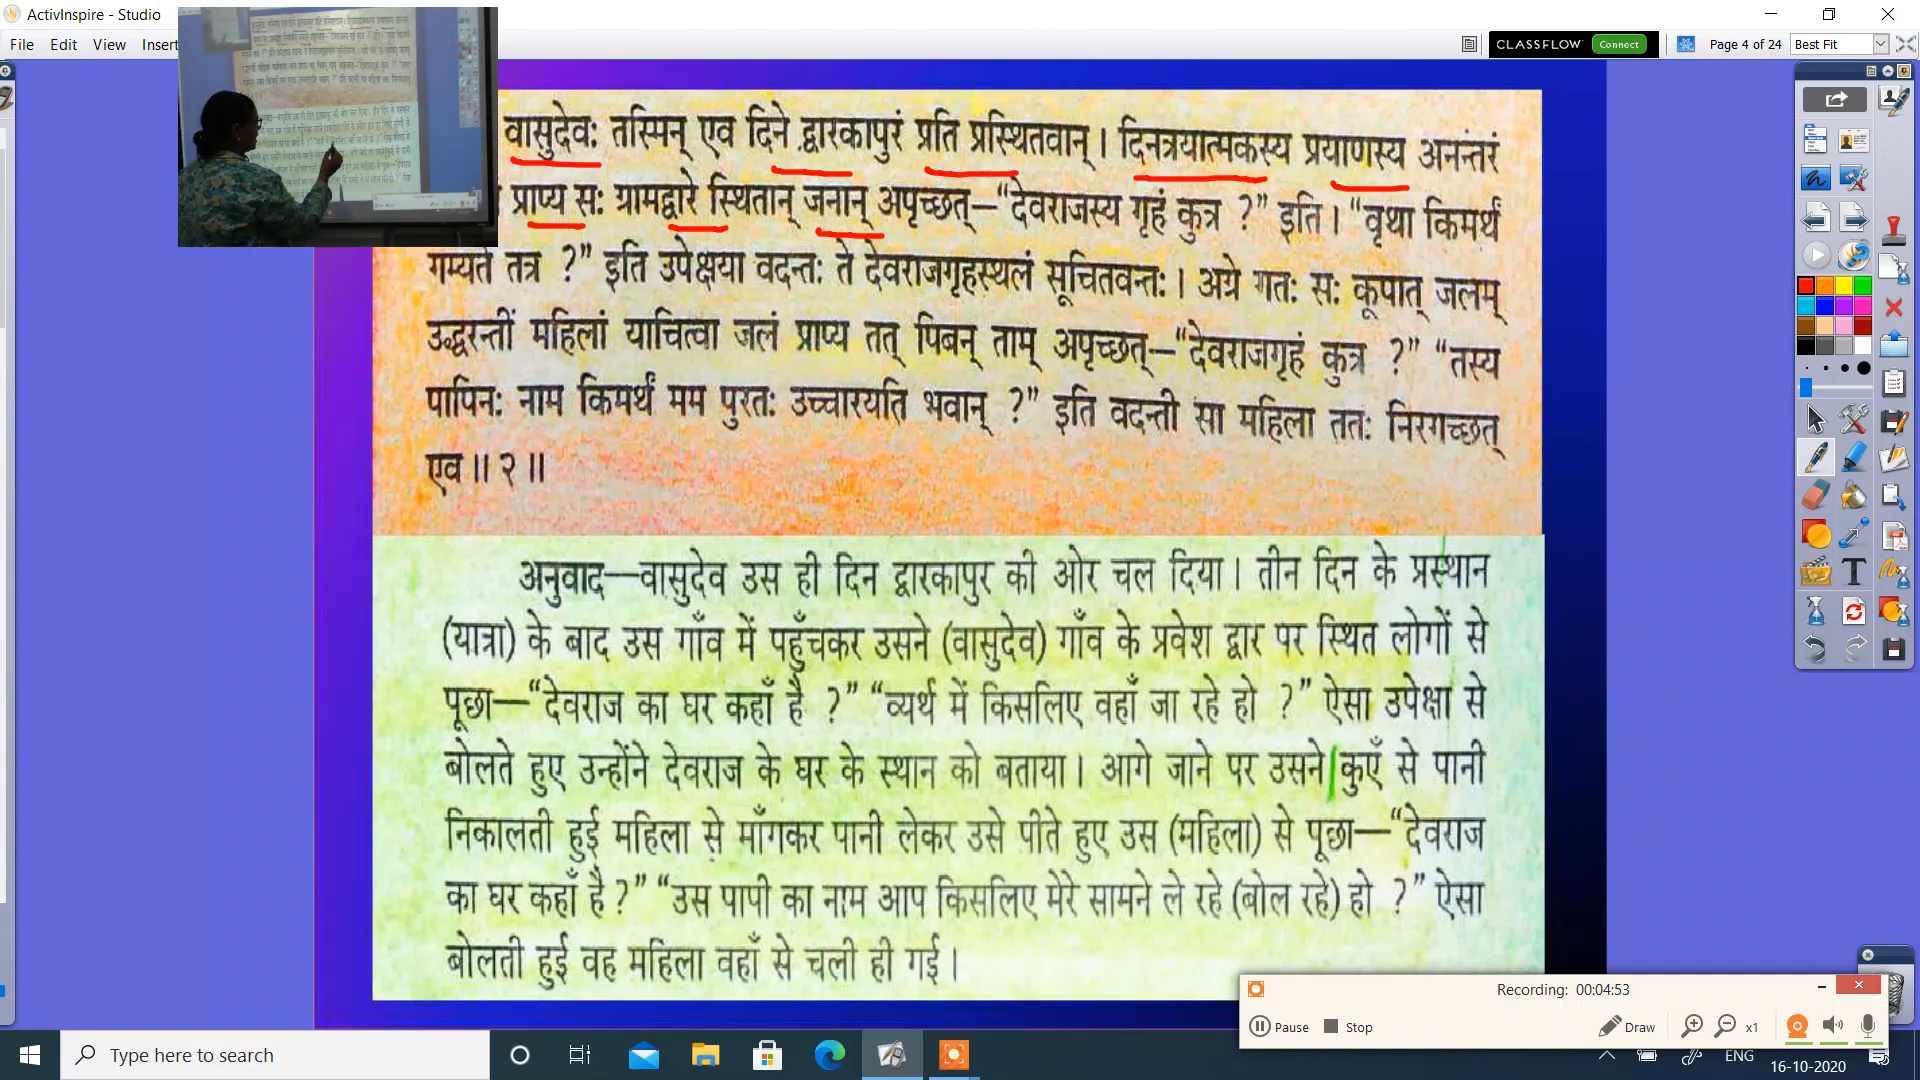 ActivInspire - Studio
File Edit View Insert
CLASSFLOW Connect
Page 4 of 24 Best Fit
वासुदेवः तस्मिन् एव दिने द्वारकापुरं प्रति प्रस्थितवान् । दिनत्रयात्मकस्य प्रयाणस्य अनन्तरं
प्राप्य सः ग्रामद्वारे स्थितान् जनान् अपृच्छत्—“देवराजस्य गृहं कुत्र ?” इति । “वृथा किमर्थं
गम्यते तत्र ?” इति उपेक्षया वदन्तः ते देवराजगृहस्थलं सूचितवन्तः । अग्रे गतः सः कूपात् जलम्
उद्धरन्तीं महिलां याचित्वा जलं प्राप्य तत् पिबन् ताम् अपृच्छत्—“देवराजगृहं कुत्र ?” “तस्य
पापिनः नाम किमर्थं मम पुरतः उच्चारयति भवान् ?” इति वदन्ती सा महिला ततः निरगच्छत्
एव ॥ २ ॥
अनुवाद—वासुदेव उस ही दिन द्वारकापुर की ओर चल दिया । तीन दिन के प्रस्थान
(यात्रा) के बाद उस गाँव में पहुँचकर उसने (वासुदेव) गाँव के प्रवेश द्वार पर स्थित लोगों से
पूछा—“देवराज का घर कहाँ है ?” “व्यर्थ में किसलिए वहाँ जा रहे हो ?” ऐसा उपेक्षा से
बोलते हुए उन्होंने देवराज के घर के स्थान को बताया । आगे जाने पर उसने कुएँ से पानी
निकालती हुई महिला से माँगकर पानी लेकर उसे पीते हुए उस (महिला) से पूछा—“देवराज
का घर कहाँ है ?” “उस पापी का नाम आप किसलिए मेरे सामने ले रहे (बोल रहे) हो ?” ऐसा
बोलती हुई वह महिला वहाँ से चली ही गई ।
Recording: 00:04:53
Pause Stop Draw x1
Type here to search
ENG
16-10-2020